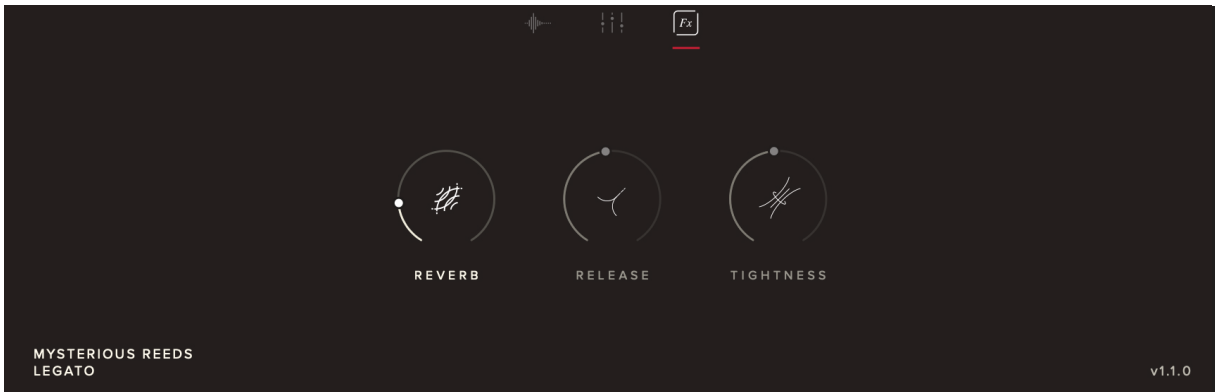 Fx
REVERB
RELEASE
TIGHTNESS
MYSTERIOUS REEDS
LEGATO
v1.1.0